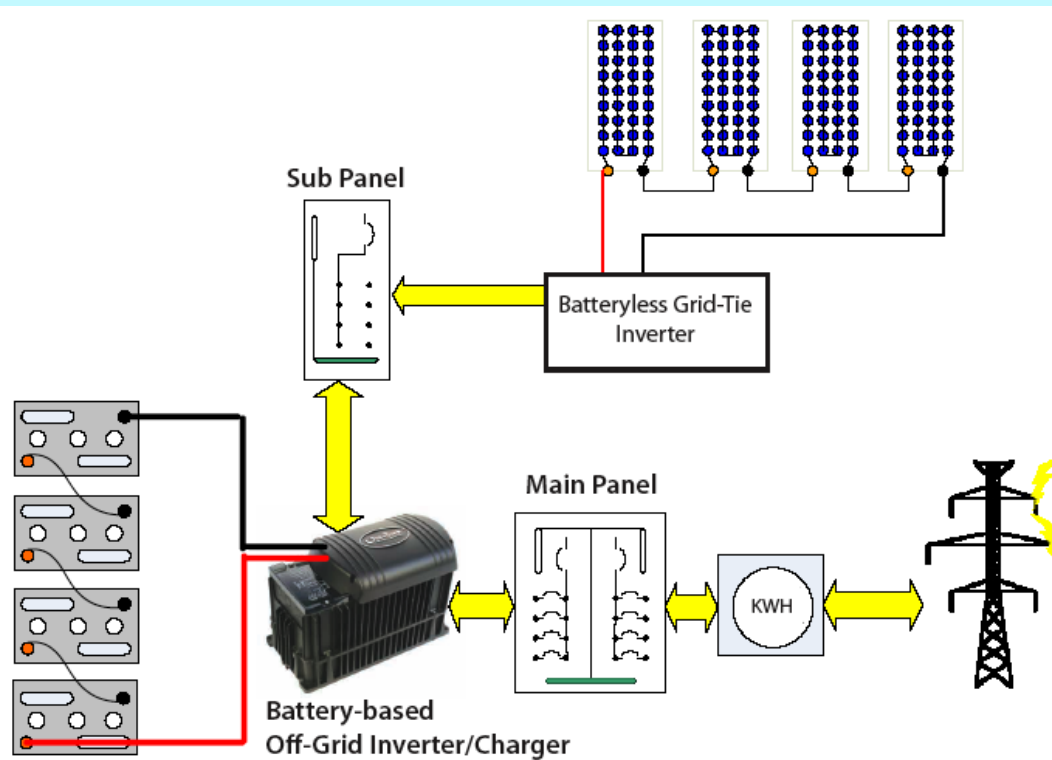 Sub Panel
Batteryless Grid-Tie
Inverter
Main Panel
KWH
Battery-based
Off-Grid Inverter/Charger